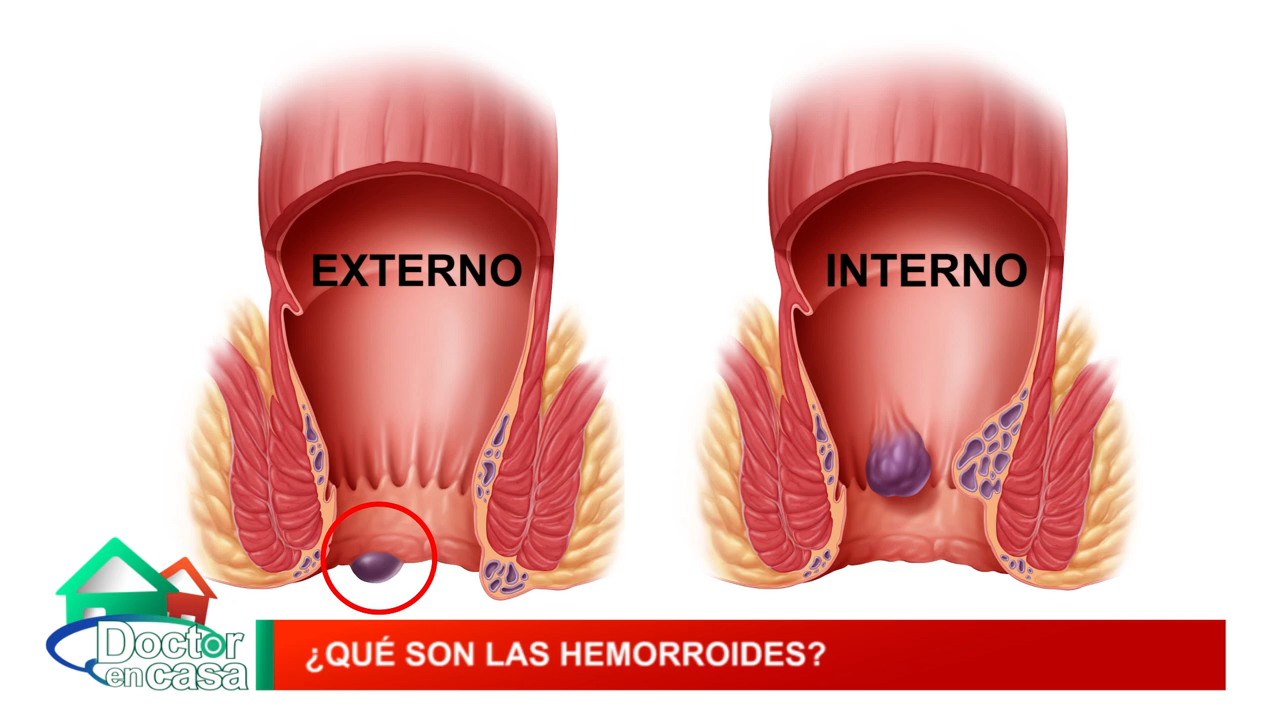 EXTERNO
INTERNO
Doctor
en casa
¿QUÉ SON LAS HEMORROIDES?